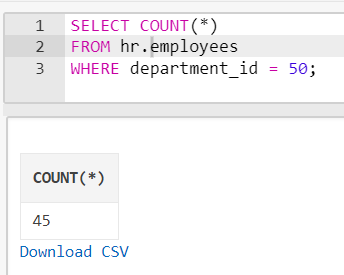 1 SELECT COUNT(*)
2 FROM hr.employees
3 WHERE department_id = 50;
COUNT(*)
45
Download CSV